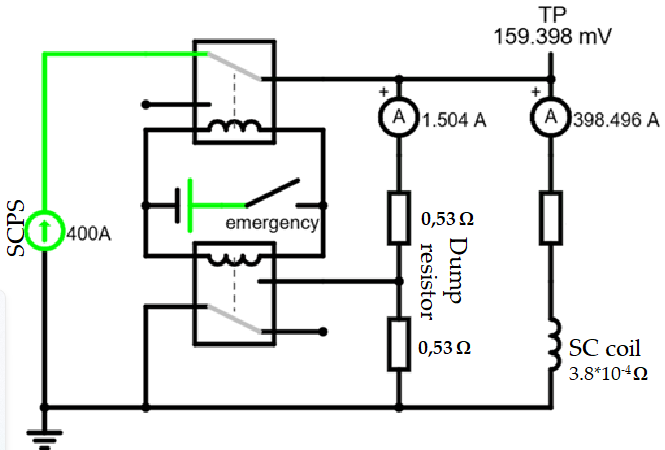 TP
159.398 mV
+
A
1.504 A
+
A
398.496 A
SCPS
400A
emergency
0,53 Ω
Dump
resistor
0,53 Ω
SC coil
3.8*10⁻⁴Ω